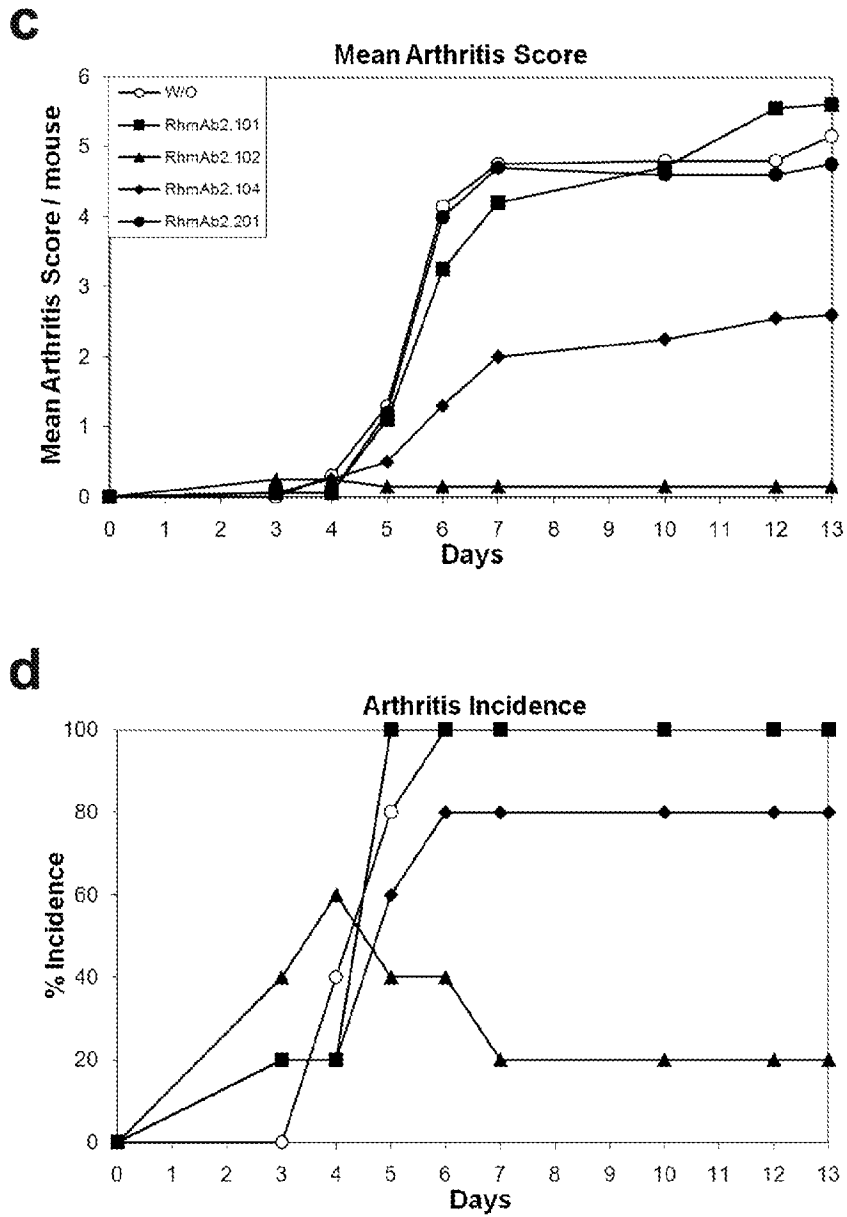 c
Mean Arthritis Score
Mean Arthritis Score / mouse
6
5
4
3
2
1
0
W/O
RhmAb2.101
RhmAb2.102
RhmAb2.104
RhmAb2.201
0 1 2 3 4 5 6 7 8 9 10 11 12 13
Days
d
Arthritis Incidence
% Incidence
100
80
60
40
20
0
0 1 2 3 4 5 6 7 8 9 10 11 12 13
Days